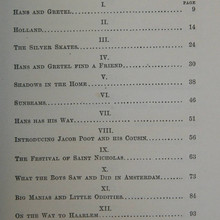 PAGE
I.
HANS AND GRETEL 9
II.
HOLLAND 14
III.
THE SILVER SKATES 24
IV.
HANS AND GRETEL FIND A FRIEND 30
V.
SHADOWS IN THE HOME 38
VI.
SUNBEAMS 46
VII.
HANS HAS HIS WAY 51
VIII.
INTRODUCING JACOB POOT AND HIS COUSIN 56
IX.
THE FESTIVAL OF SAINT NICHOLAS 63
X.
WHAT THE BOYS SAW AND DID IN AMSTERDAM 73
XI.
BIG MANIAS AND LITTLE ODDITIES 84
XII.
ON THE WAY TO HAARLEM